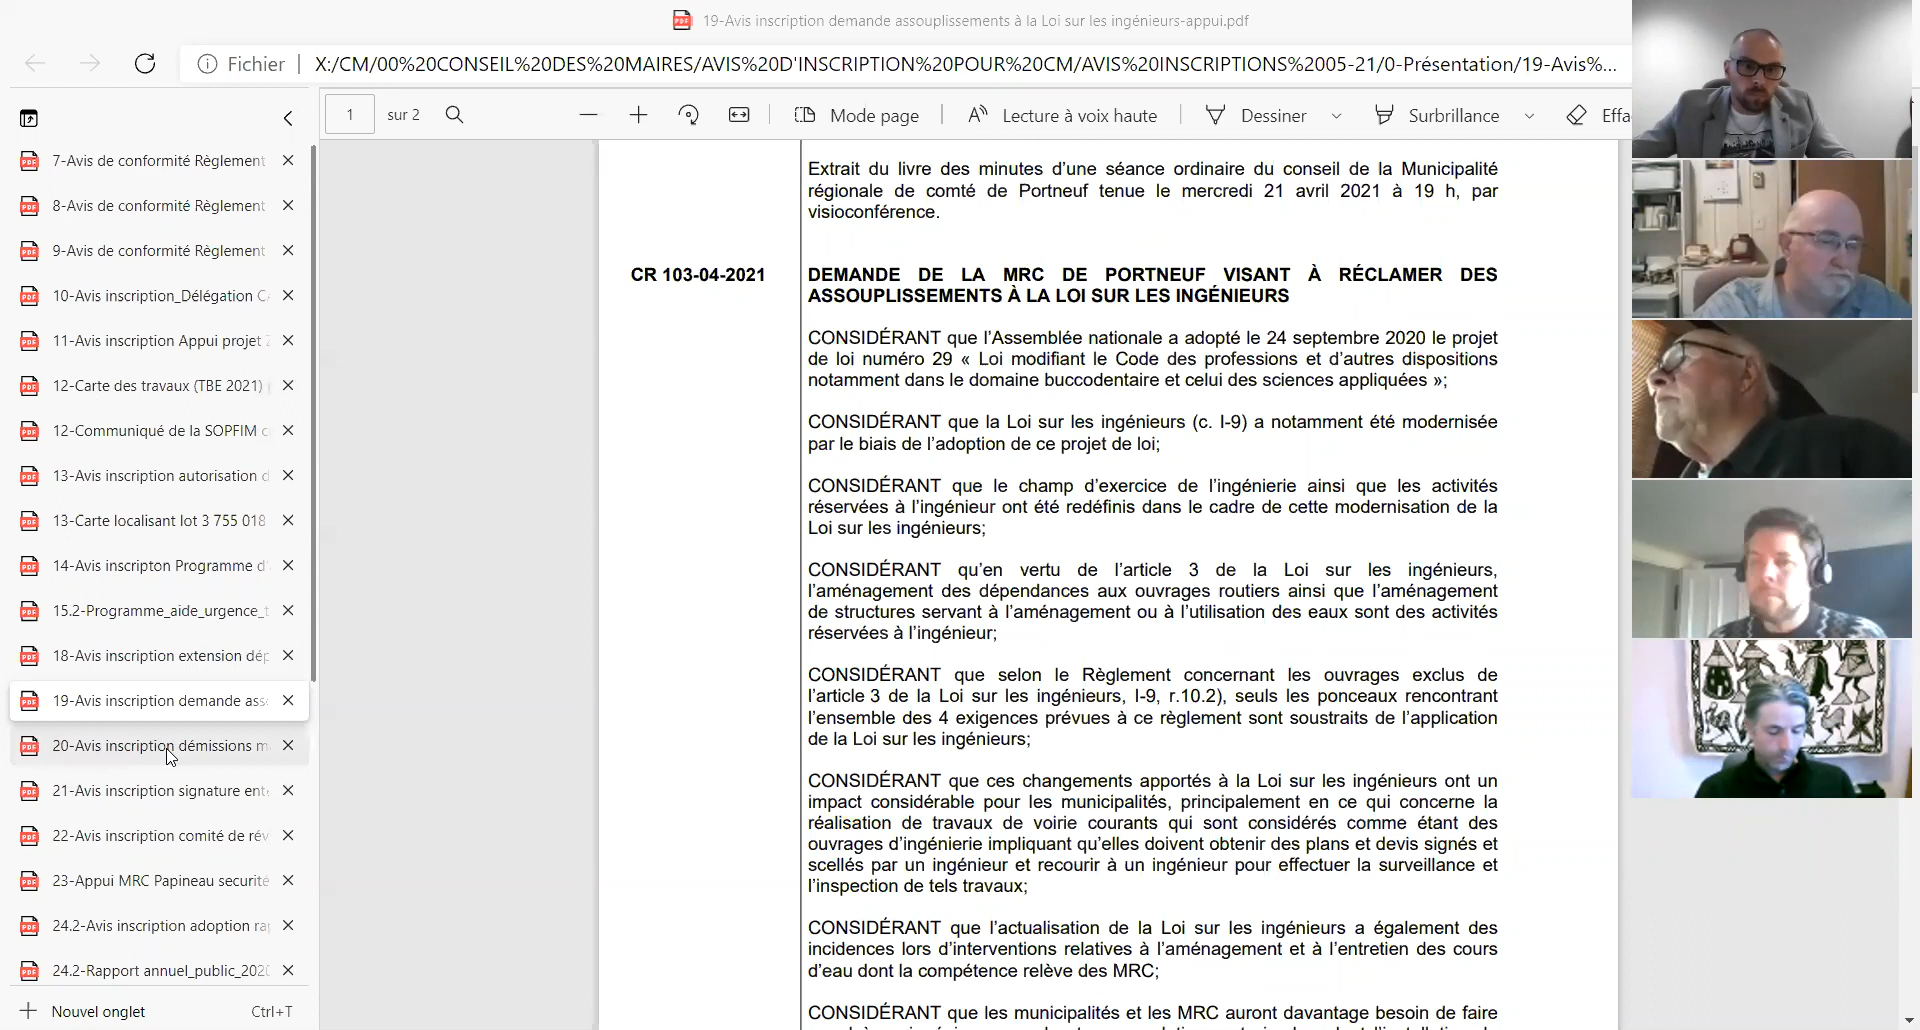 19-Avis inscription demande assouplissements à la Loi sur les ingénieurs-appui.pdf
Fichier
X:/CM/00%20CONSEIL%20DES%20MAIRES/AVIS%20D'INSCRIPTION%20POUR%20CM/AVIS%20INSCRIPTIONS%2005-21/0-Présentation/19-Avis%...
1 sur 2
Mode page
Lecture à voix haute
Dessiner
Surbrillance
Effa
7-Avis de conformité Règlement
8-Avis de conformité Règlement
9-Avis de conformité Règlement
10-Avis inscription_Délégation C
11-Avis inscription Appui projet
12-Carte des travaux (TBE 2021)
12-Communiqué de la SOPFIM c
13-Avis inscription autorisation d
13-Carte localisant lot 3 755 018
14-Avis inscripton Programme d'
15.2-Programme_aide_urgence_t
18-Avis inscription extension dép
19-Avis inscription demande ass
20-Avis inscription démissions m
21-Avis inscription signature ent
22-Avis inscription comité de rév
23-Appui MRC Papineau securité
24.2-Avis inscription adoption ra
24.2-Rapport annuel_public_2020
Nouvel onglet Ctrl+T
Extrait du livre des minutes d'une séance ordinaire du conseil de la Municipalité
régionale de comté de Portneuf tenue le mercredi 21 avril 2021 à 19 h, par
visioconférence.
CR 103-04-2021
DEMANDE DE LA MRC DE PORTNEUF VISANT À RÉCLAMER DES
ASSOUPLISSEMENTS À LA LOI SUR LES INGÉNIEURS
CONSIDÉRANT que l'Assemblée nationale a adopté le 24 septembre 2020 le projet
de loi numéro 29 « Loi modifiant le Code des professions et d'autres dispositions
notamment dans le domaine buccodentaire et celui des sciences appliquées »;
CONSIDÉRANT que la Loi sur les ingénieurs (c. I-9) a notamment été modernisée
par le biais de l'adoption de ce projet de loi;
CONSIDÉRANT que le champ d'exercice de l'ingénierie ainsi que les activités
réservées à l'ingénieur ont été redéfinis dans le cadre de cette modernisation de la
Loi sur les ingénieurs;
CONSIDÉRANT qu'en vertu de l'article 3 de la Loi sur les ingénieurs,
l'aménagement des dépendances aux ouvrages routiers ainsi que l'aménagement
de structures servant à l'aménagement ou à l'utilisation des eaux sont des activités
réservées à l'ingénieur;
CONSIDÉRANT que selon le Règlement concernant les ouvrages exclus de
l'article 3 de la Loi sur les ingénieurs, I-9, r.10.2), seuls les ponceaux rencontrant
l'ensemble des 4 exigences prévues à ce règlement sont soustraits de l'application
de la Loi sur les ingénieurs;
CONSIDÉRANT que ces changements apportés à la Loi sur les ingénieurs ont un
impact considérable pour les municipalités, principalement en ce qui concerne la
réalisation de travaux de voirie courants qui sont considérés comme étant des
ouvrages d'ingénierie impliquant qu'elles doivent obtenir des plans et devis signés et
scellés par un ingénieur et recourir à un ingénieur pour effectuer la surveillance et
l'inspection de tels travaux;
CONSIDÉRANT que l'actualisation de la Loi sur les ingénieurs a également des
incidences lors d'interventions relatives à l'aménagement et à l'entretien des cours
d'eau dont la compétence relève des MRC;
CONSIDÉRANT que les municipalités et les MRC auront davantage besoin de faire